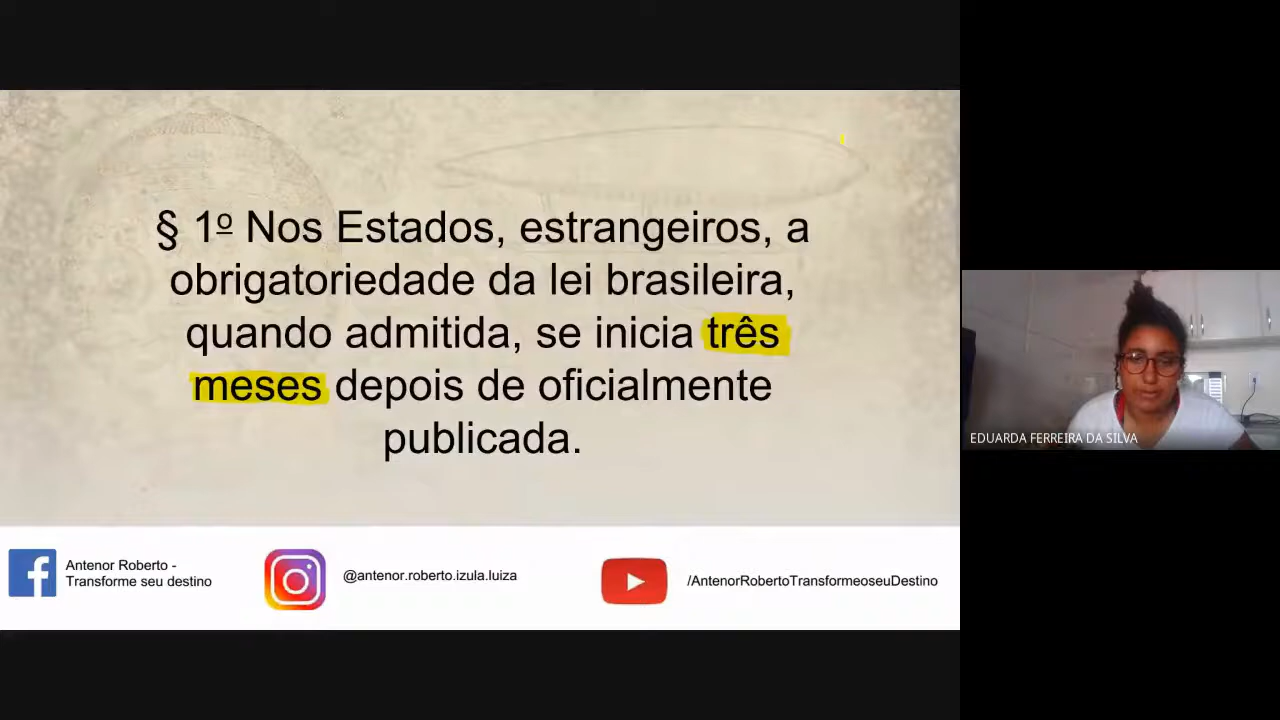 § 1º Nos Estados, estrangeiros, a
obrigatoriedade da lei brasileira,
quando admitida, se inicia três
meses depois de oficialmente
publicada.
Antenor Roberto -
Transforme seu destino
@antenor.roberto.izula.luiza
/AntenorRobertoTransformeoseuDestino
EDUARDA FERREIRA DA SILVA